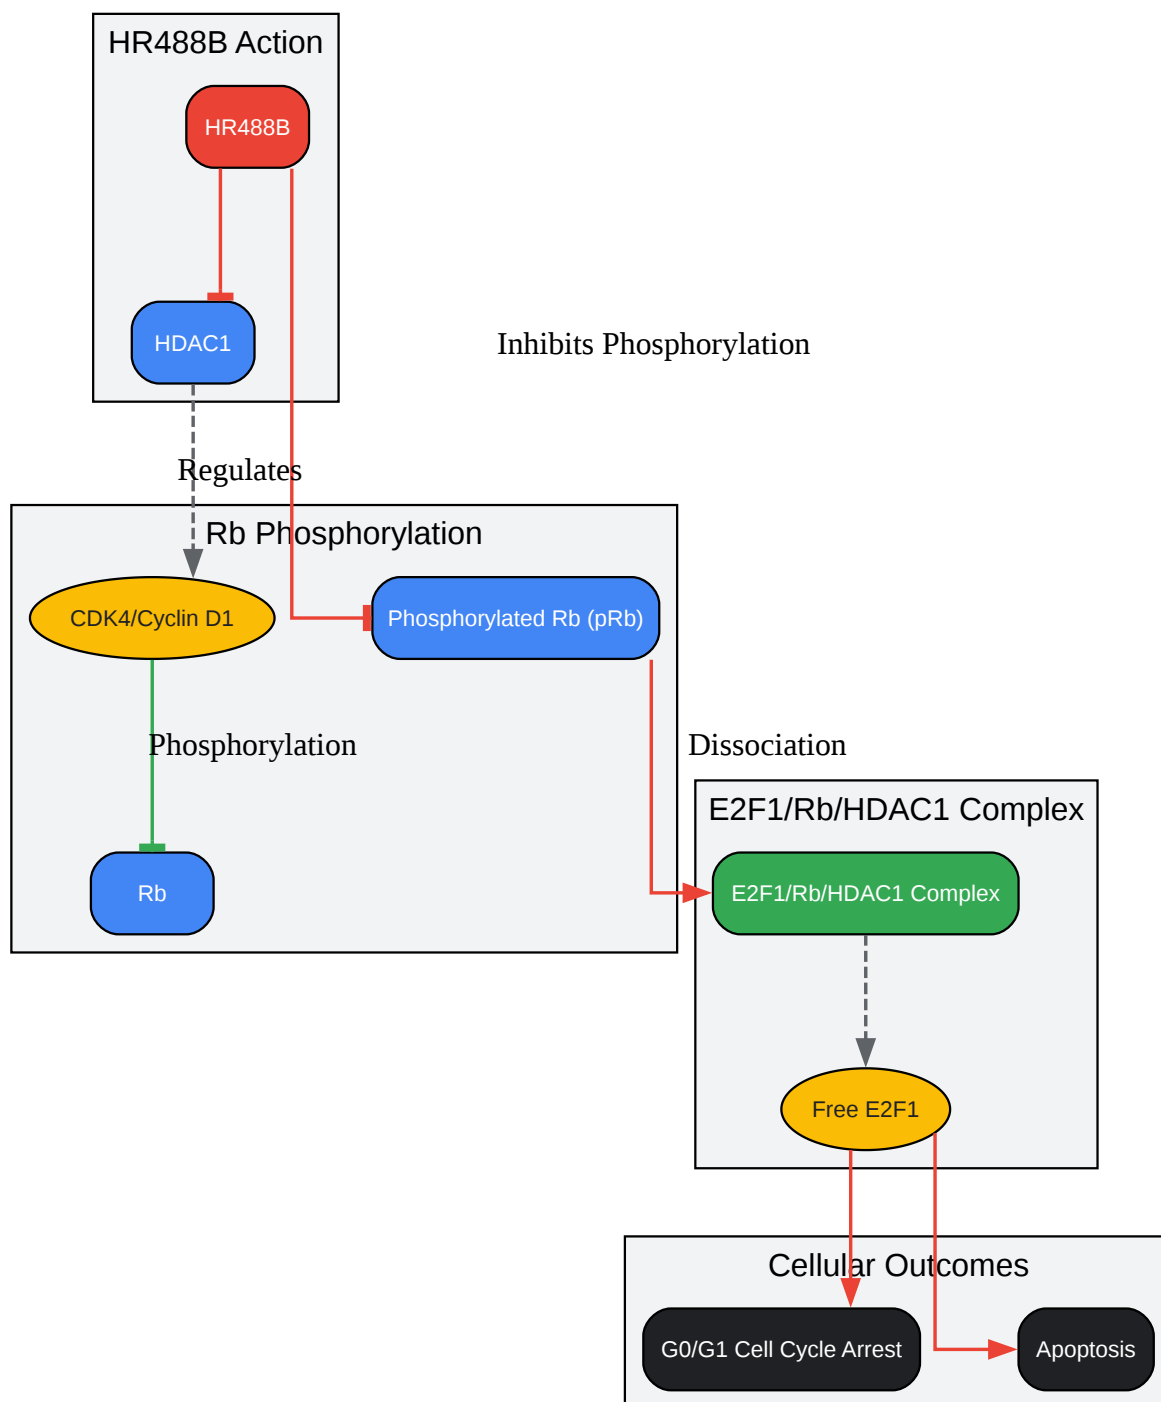 HR488B Action
HR488B
HDAC1
Inhibits Phosphorylation
Regulates
Rb Phosphorylation
CDK4/Cyclin D1
Phosphorylated Rb (pRb)
Phosphorylation
Dissociation
E2F1/Rb/HDAC1 Complex
Rb
E2F1/Rb/HDAC1 Complex
Free E2F1
Cellular Outcomes
G0/G1 Cell Cycle Arrest
Apoptosis